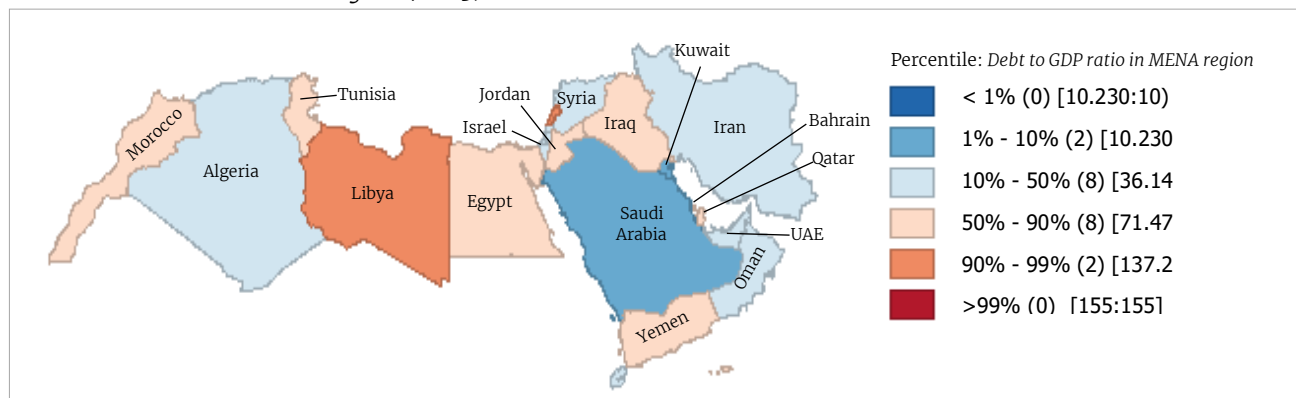 Kuwait
Percentile: Debt to GDP ratio in MENA region
Tunisia
Jordan
Syria
< 1% (0) [10.230:10)
Morocco
Israel
Iraq
Iran
Bahrain
1% - 10% (2) [10.230
Algeria
Qatar
10% - 50% (8) [36.14
Libya
Egypt
Saudi
Arabia
50% - 90% (8) [71.47
UAE
90% - 99% (2) [137.2
Oman
Yemen
>99% (0) [155:155]